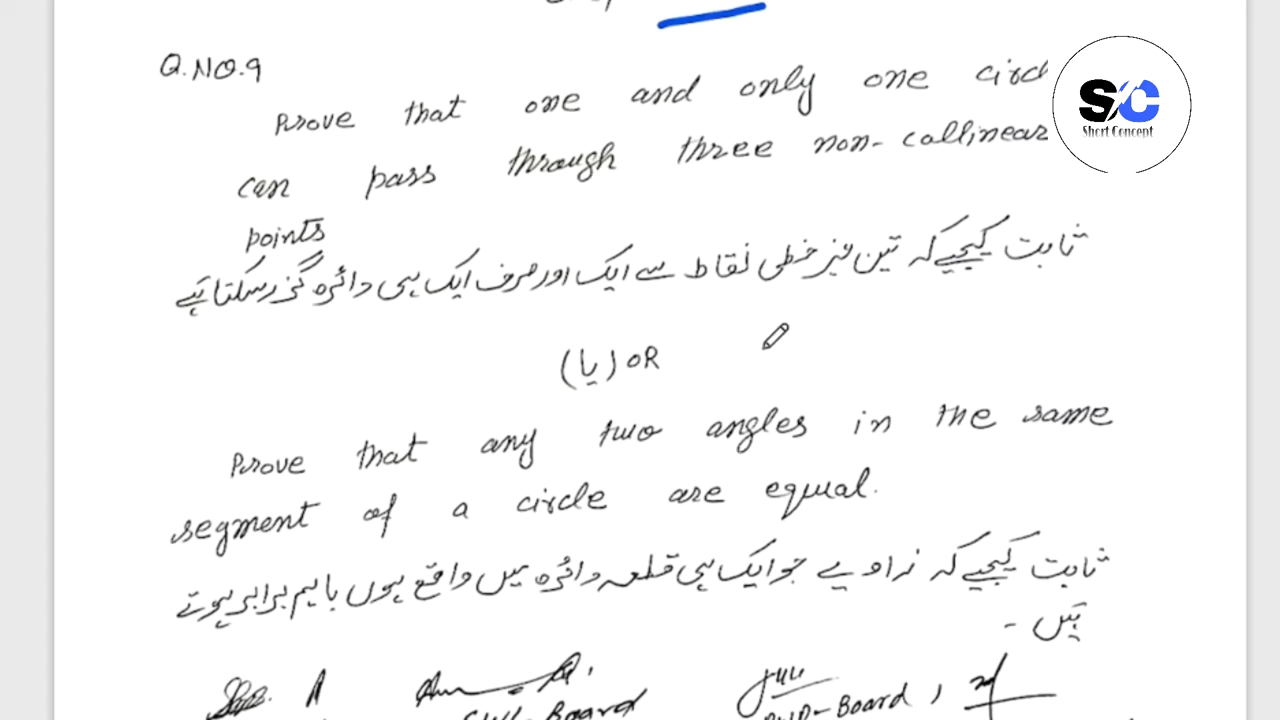 Q.NO.9
Prove that one and only one circl
can pass through three non-callinear
points
ثابت کیجیے کہ تین غیر خطی نقاط سے ایک اور صرف ایک ہی دائرہ گزر سکتا ہے
(یا) OR
Prove that any two angles in the same
segment of a circle are equal.
ثابت کیجیے کہ زاویے جو ایک ہی قطعہ دائرہ میں واقع ہوں باہم برابر ہوتے
ہیں -
Board
Board,
SC
Short Concept